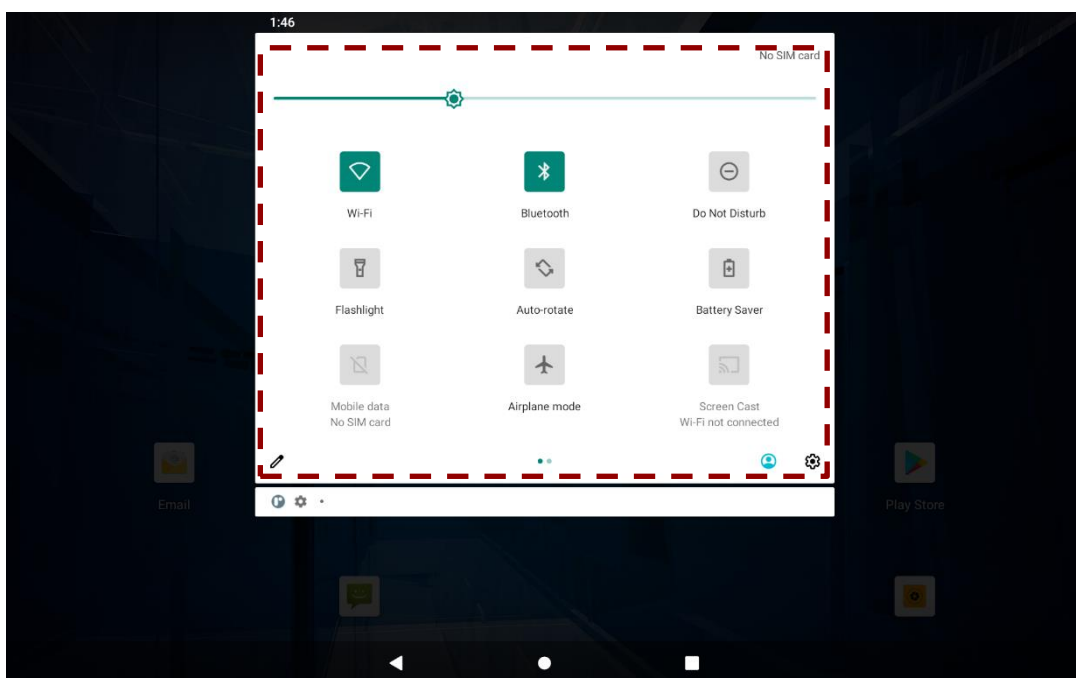 1:46
No SIM card
Wi-Fi
Bluetooth
Do Not Disturb
Flashlight
Auto-rotate
Battery Saver
Mobile data
No SIM card
Airplane mode
Screen Cast
Wi-Fi not connected
Email
Play Store